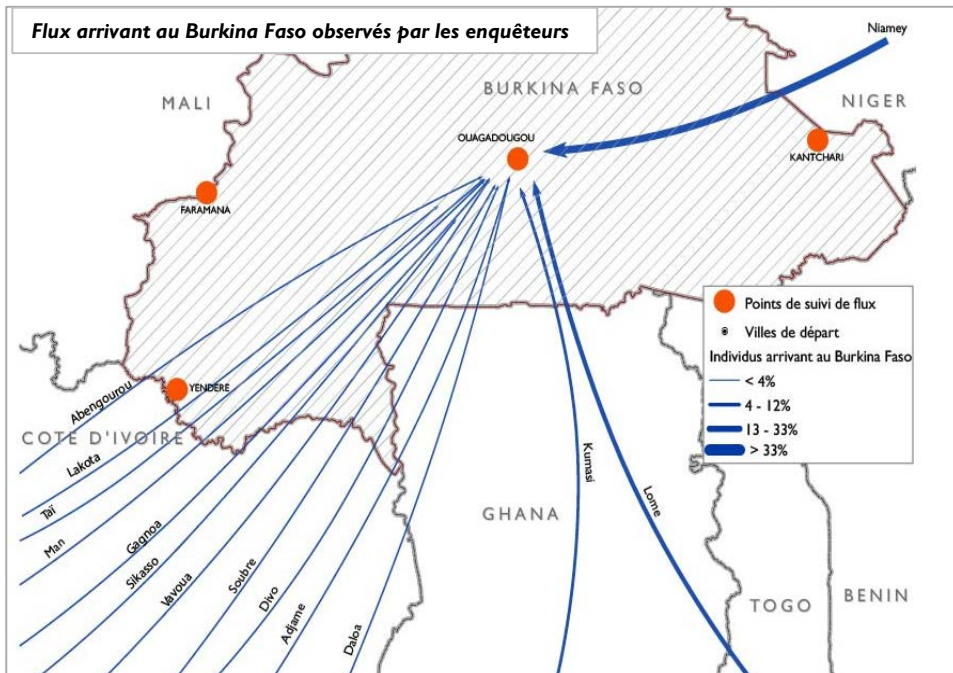 Flux arrivant au Burkina Faso observés par les enquêteurs
Niamey
MALI
BURKINA FASO
NIGER
OUAGADOUGOU
KANTCHARI
FARAMANA
Points de suivi de flux
Villes de départ
Individus arrivant au Burkina Faso
< 4%
4 - 12%
13 - 33%
> 33%
YENDERE
Abengourou
COTE D'IVOIRE
Lakota
Taï
Man
Gagnoa
Sikasso
Vavoua
Soubre
Divo
Adjame
Daloa
Kumasi
Lome
GHANA
TOGO
BENIN